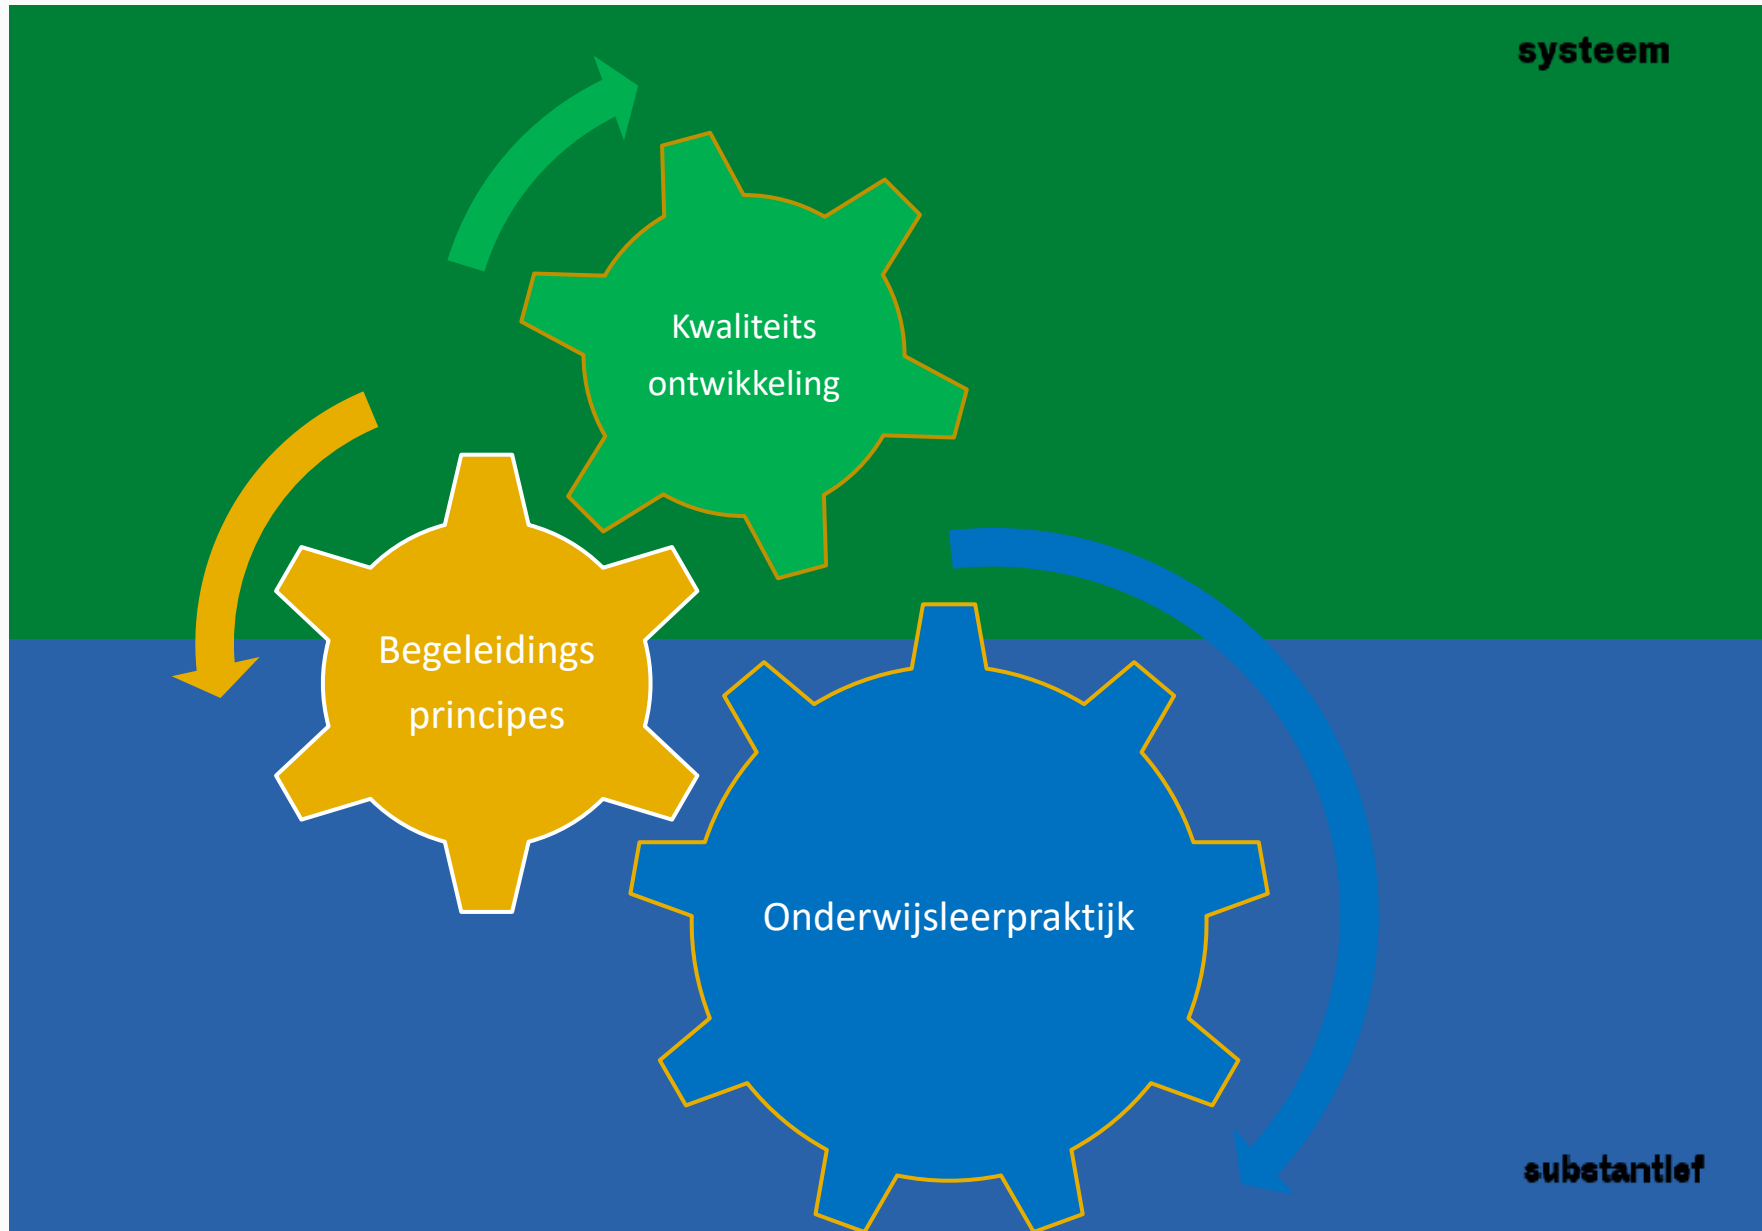 systeem
Kwaliteits
ontwikkeling
Begeleidings
principes
Onderwijsleerpraktijk
substantief